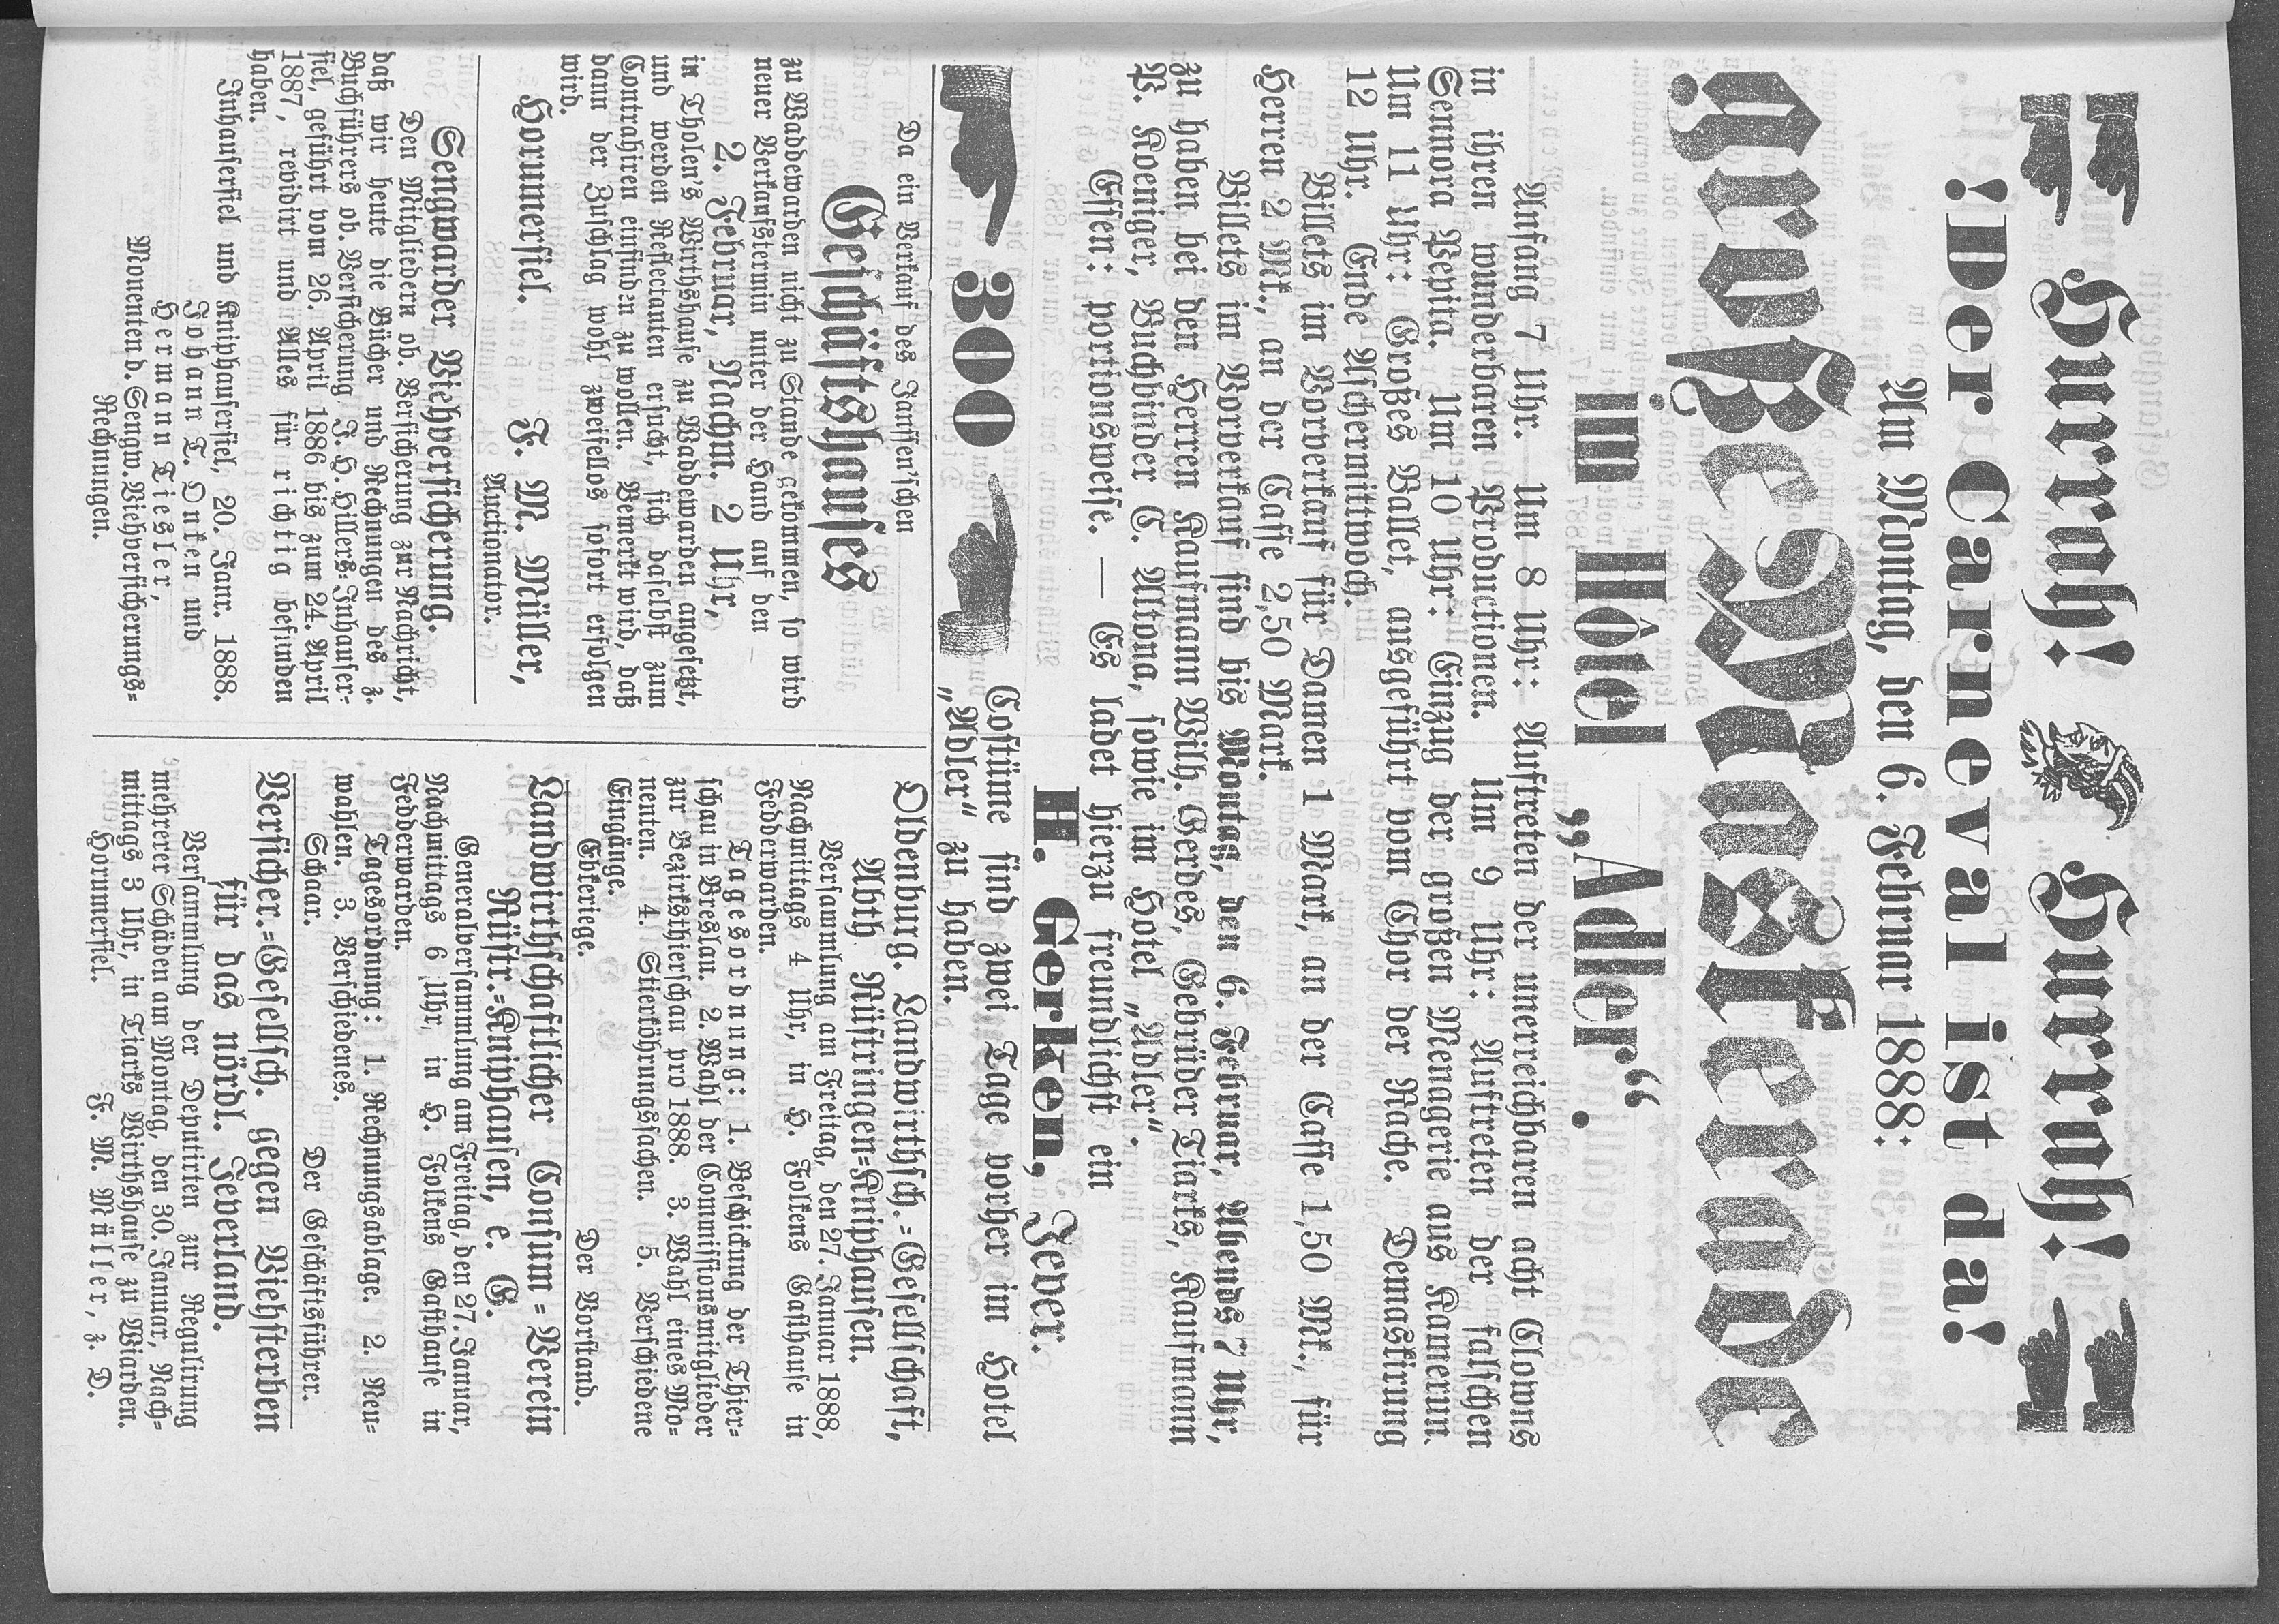 Hurrah! Hurrah!
! Der Carneval ist da!
Am Montag, den 6. Februar 1888:
Große Maskerade
im Hôtel „Adler“.
Anfang 7 Uhr. Um 8 Uhr: Auftreten der unerreichbaren acht Clowns
in ihren wunderbaren Productionen. Um 9 Uhr: Auftreten der falschen
Sennora Pepita. Um 10 Uhr: Einzug der großen Menagerie aus Kamerun.
Um 11 Uhr: Großes Ballet, ausgeführt vom Chor der Rache. Demaskirung
12 Uhr. Ende Aschermittwoch.
Billets im Vorverkauf für Damen 1 Mark, an der Casse 1,50 Mk., für
Herren 2 Mk., an der Casse 2,50 Mark.
Billets im Vorverkauf sind bis Montag, den 6. Februar, Abends 7 Uhr,
zu haben bei den Herren Kaufmann Wilh. Gerdes, Gebrüder Tiarks, Kaufmann
P. Koeniger, Buchbinder C. Altona, sowie im Hotel „Adler“.
Essen: portionsweise. — Es ladet hierzu freundlichst ein
H. Gerken, Jever.
300
Costüme sind zwei Tage vorher im Hotel
„Adler“ zu haben.
Da ein Verkauf des Janssen'schen
Geschäftshauses
zu Waddewarden nicht zu Stande gekommen, so wird
neuer Verkaufstermin unter der Hand auf den
2. Februar, Nachm. 2 Uhr,
in Tholen's Wirthshause zu Waddewarden angesetzt,
und werden Reflectanten ersucht, sich daselbst zum
Contrahiren einfinden zu wollen. Bemerkt wird, daß
dann der Zuschlag wohl zweifellos sofort erfolgen
wird.
Hormersiel. F. M. Müller,
Auctionator.
Sengwarder Viehversicherung.
Den Mitgliedern ob. Versicherung zur Nachricht,
daß wir heute die Bücher und Rechnungen des z.
Buchführers ob. Versicherung, J. H. Hillers-Inhauser-
siel, geführt vom 26. April 1886 bis zum 24 April
1887, revidirt und Alles für richtig befunden
haben.
Inhausersiel und Kniphausersiel, 20. Janr. 1888.
Johann T. Onken und
Hermann Tiesler,
Monenten d. Sengw. Viehversicherungs-
Rechnungen.
Oldenburg. Landwirthsch.-Gesellschaft,
Abth Rüstringen-Kniphausen.
Versammlung am Freitag, den 27. Januar 1888,
Nachmittags 4 Uhr, in H. Folkens Gasthause in
Fedderwarden.
Tagesordnung: 1. Beschickung der Thier-
schau in Breslau. 2. Wahl der Commissionsmitglieder
zur Bezirksthierschau pro 1888. 3. Wahl eines Mo-
nenten. 4. Stierköhrungssachen. 5. Verschiedene
Eingänge.
Ebkeriege. Der Vorstand.
Landwirthschaftlicher Consum-Verein
Rüstr.-Kniphausen, e. G.
Generalversammlung am Freitag, den 27. Januar,
Nachmittags 6 Uhr, in H. Folkens Gasthause in
Fedderwarden.
Tagesordnung: 1. Rechnungsablage. 2. Neu-
wahlen. 3. Verschiedenes.
Schaar. Der Geschäftsführer.
Versicher.-Gesellsch. gegen Viehsterben
für das nördl. Jeverland.
Versammlung der Deputirten zur Regulirung
mehrerer Schäden am Montag, den 30. Januar, Nach-
mittags 3 Uhr, in Tiarks Wirthshause zu Wiarden.
Hormersiel. F. M. Müller, z. D.